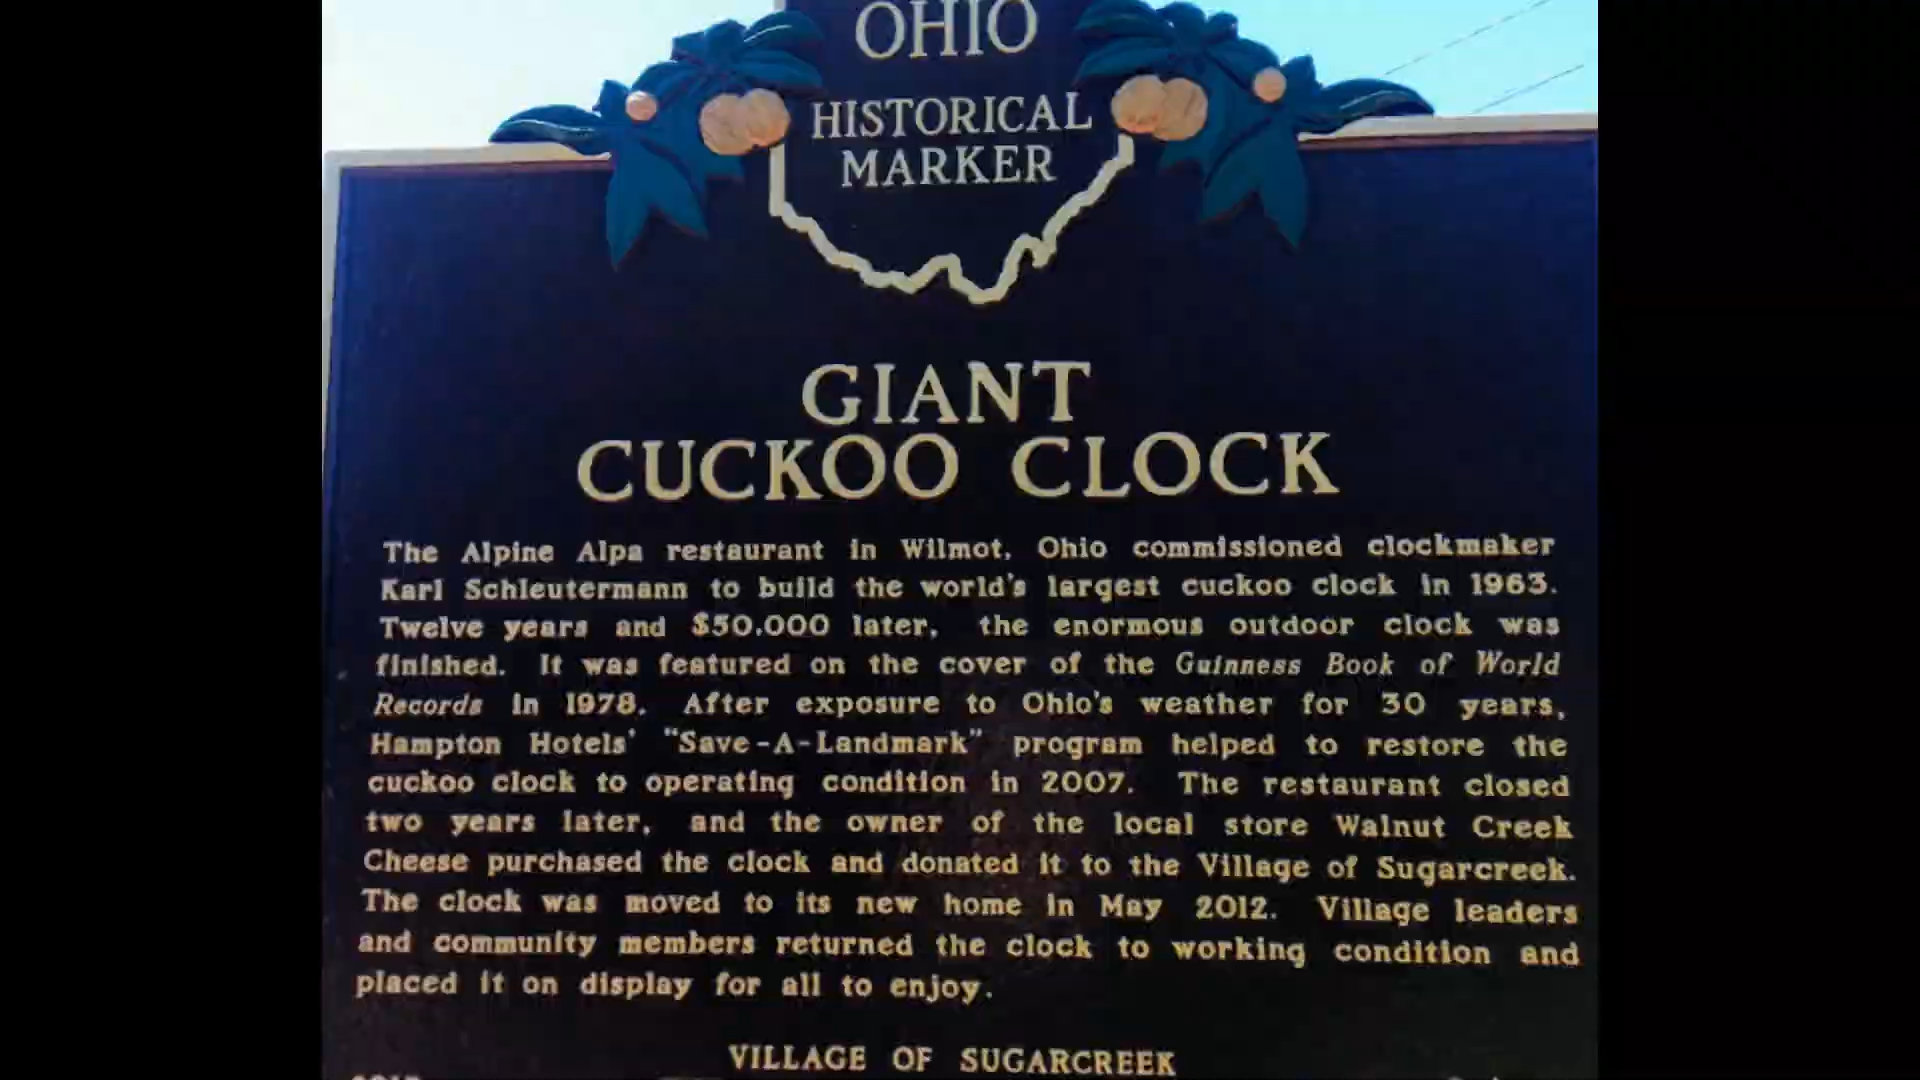 OHIO
HISTORICAL
MARKER
GIANT
CUCKOO CLOCK
The Alpine Alpa restaurant in Wilmot, Ohio commissioned clockmaker
Karl Schleutermann to build the world's largest cuckoo clock in 1963.
Twelve years and $50,000 later, the enormous outdoor clock was
finished. It was featured on the cover of the Guinness Book of World
Records in 1978. After exposure to Ohio's weather for 30 years,
Hampton Hotels' "Save-A-Landmark" program helped to restore the
cuckoo clock to operating condition in 2007. The restaurant closed
two years later, and the owner of the local store Walnut Creek
Cheese purchased the clock and donated it to the Village of Sugarcreek.
The clock was moved to its new home in May 2012. Village leaders
and community members returned the clock to working condition and
placed it on display for all to enjoy.
VILLAGE OF SUGARCREEK